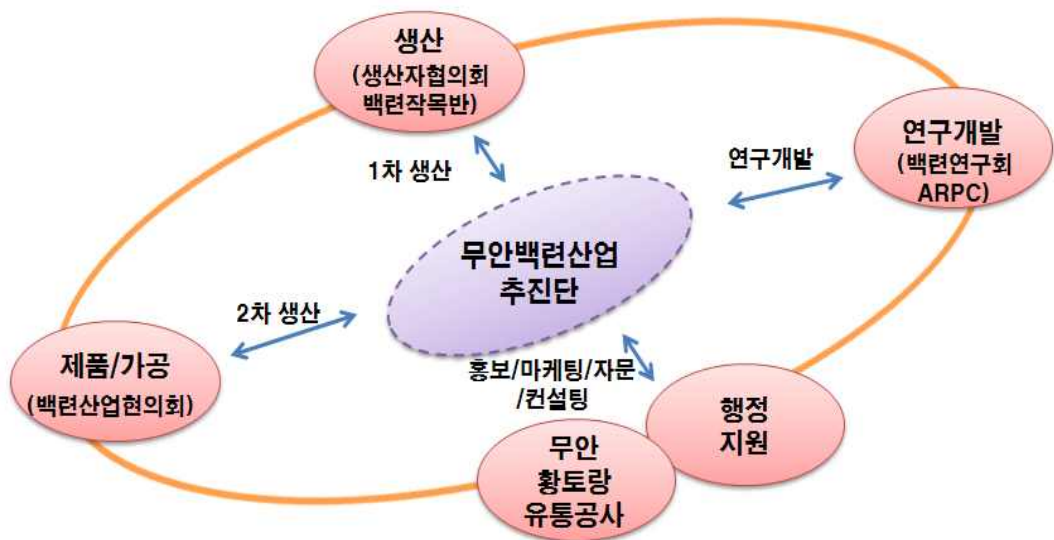 생산
(생산자협의회
백련작목반)
연구개발
(백련연구회
ARPC)
1차 생산
연구개발
무안백련산업
추진단
2차 생산
제품/가공
(백련산업현의회)
홍보/마케팅/자문
/컨설팅
행정
지원
무안
황토랑
유통공사